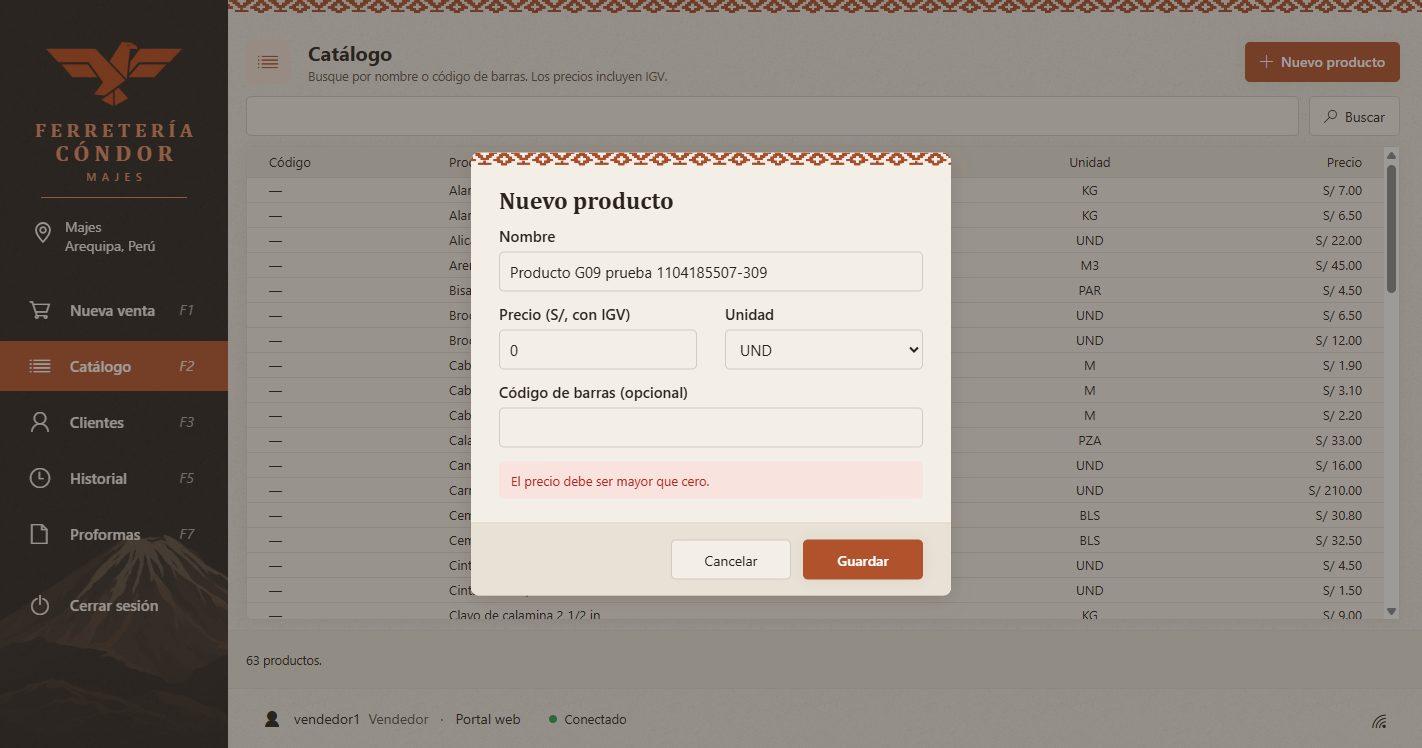 FERRETERÍA
CÓNDOR
MAJES
Majes
Arequipa, Perú
Nueva venta F1
Catálogo F2
Clientes F3
Historial F5
Proformas F7
Cerrar sesión
Catálogo
Busque por nombre o código de barras. Los precios incluyen IGV.
Nuevo producto
Buscar
Código Unidad Precio
— KG S/ 7.00
— KG S/ 6.50
— UND S/ 22.00
— M3 S/ 45.00
— PAR S/ 4.50
— UND S/ 6.50
— UND S/ 12.00
— M S/ 1.90
— M S/ 3.10
— M S/ 2.20
— PZA S/ 33.00
— UND S/ 16.00
— UND S/ 210.00
— BLS S/ 30.80
— BLS S/ 32.50
— UND S/ 4.50
— UND S/ 1.50
Clavo de calamina 2 1/2 in KG S/ 9.00
Nuevo producto
Nombre
Producto G09 prueba 1104185507-309
Precio (S/, con IGV) Unidad
0 UND
Código de barras (opcional)
El precio debe ser mayor que cero.
Cancelar Guardar
63 productos.
vendedor1 Vendedor · Portal web Conectado